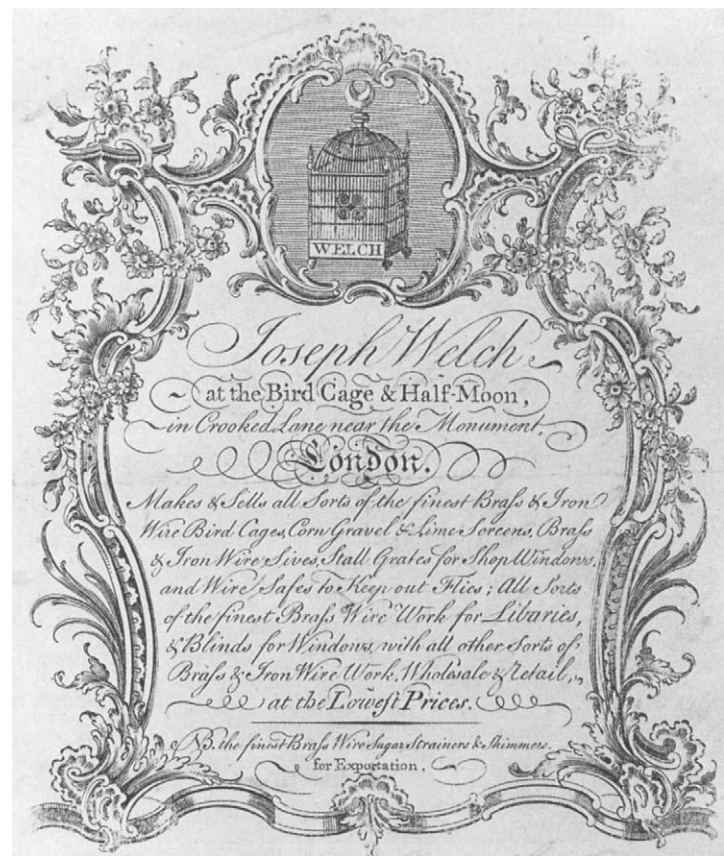 WELCH
Joseph Welch
at the Bird Cage & Half-Moon,
in Crooked Lane near the Monument,
London.
Makes & Sells all Sorts of the finest Braſs & Iron
Wire Bird Cages, Corn Gravel & Lime Screens, Braſs
& Iron Wire Sives, Stall Grates for Shop Windows,
and Wire Safes to Keep out Flies; All Sorts
of the finest Braſs Wire Work for Libaries,
& Blinds for Windows, with all other Sorts of
Braſs & Iron Wire Work, Wholesale & Retail,
at the Loweſt Prices.
NB. the finest Braſs Wire Sugar Strainers & Skimmers.
for Exportation.